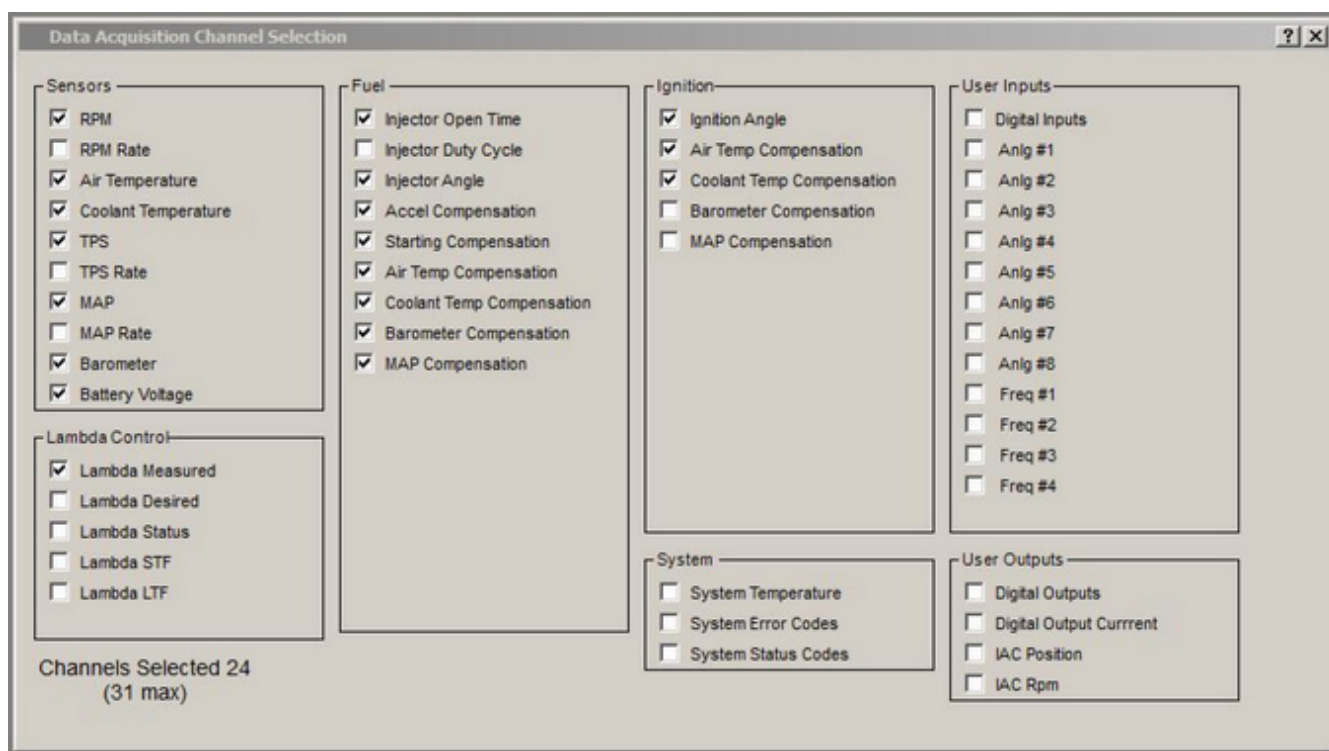 Data Acquisition Channel Selection
Sensors
RPM
RPM Rate
Air Temperature
Coolant Temperature
TPS
TPS Rate
MAP
MAP Rate
Barometer
Battery Voltage
Lambda Control
Lambda Measured
Lambda Desired
Lambda Status
Lambda STF
Lambda LTF
Channels Selected 24
(31 max)
Fuel
Injector Open Time
Injector Duty Cycle
Injector Angle
Accel Compensation
Starting Compensation
Air Temp Compensation
Coolant Temp Compensation
Barometer Compensation
MAP Compensation
Ignition
Ignition Angle
Air Temp Compensation
Coolant Temp Compensation
Barometer Compensation
MAP Compensation
System
System Temperature
System Error Codes
System Status Codes
User Inputs
Digital Inputs
Anlg #1
Anlg #2
Anlg #3
Anlg #4
Anlg #5
Anlg #6
Anlg #7
Anlg #8
Freq #1
Freq #2
Freq #3
Freq #4
User Outputs
Digital Outputs
Digital Output Currrent
IAC Position
IAC Rpm